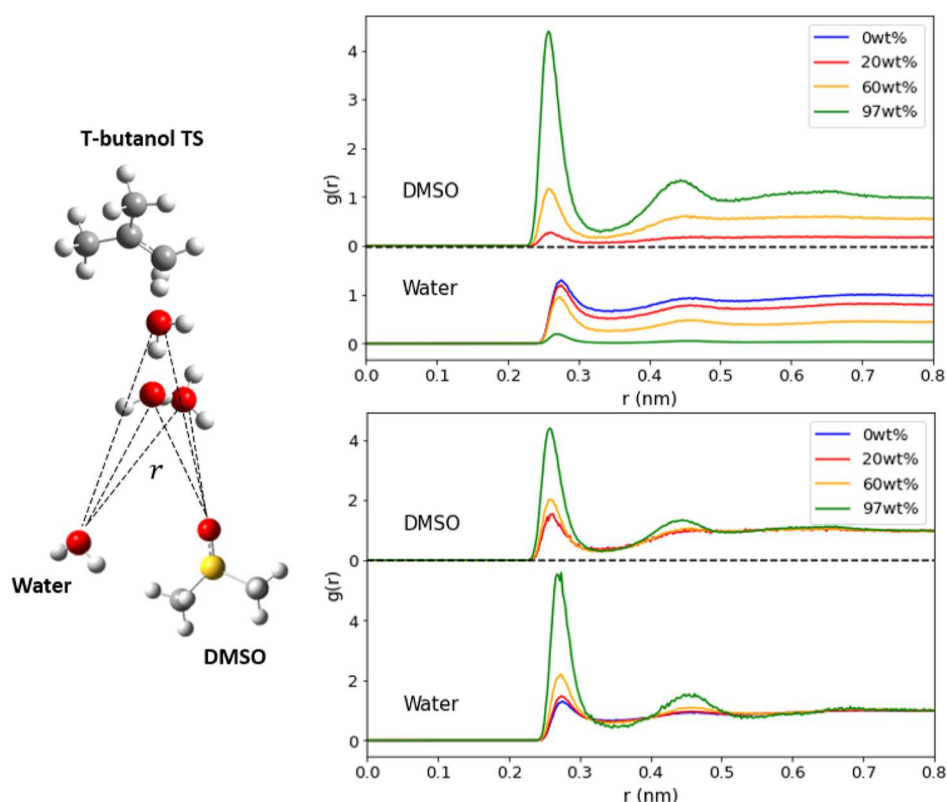 T-butanol TS
r
Water
DMSO
4
3
2
1
0
1
0
g(r)
DMSO
Water
0wt%
20wt%
60wt%
97wt%
0.0 0.1 0.2 0.3 0.4 0.5 0.6 0.7 0.8
r (nm)
4
2
0
4
2
0
g(r)
DMSO
Water
0wt%
20wt%
60wt%
97wt%
0.0 0.1 0.2 0.3 0.4 0.5 0.6 0.7 0.8
r (nm)